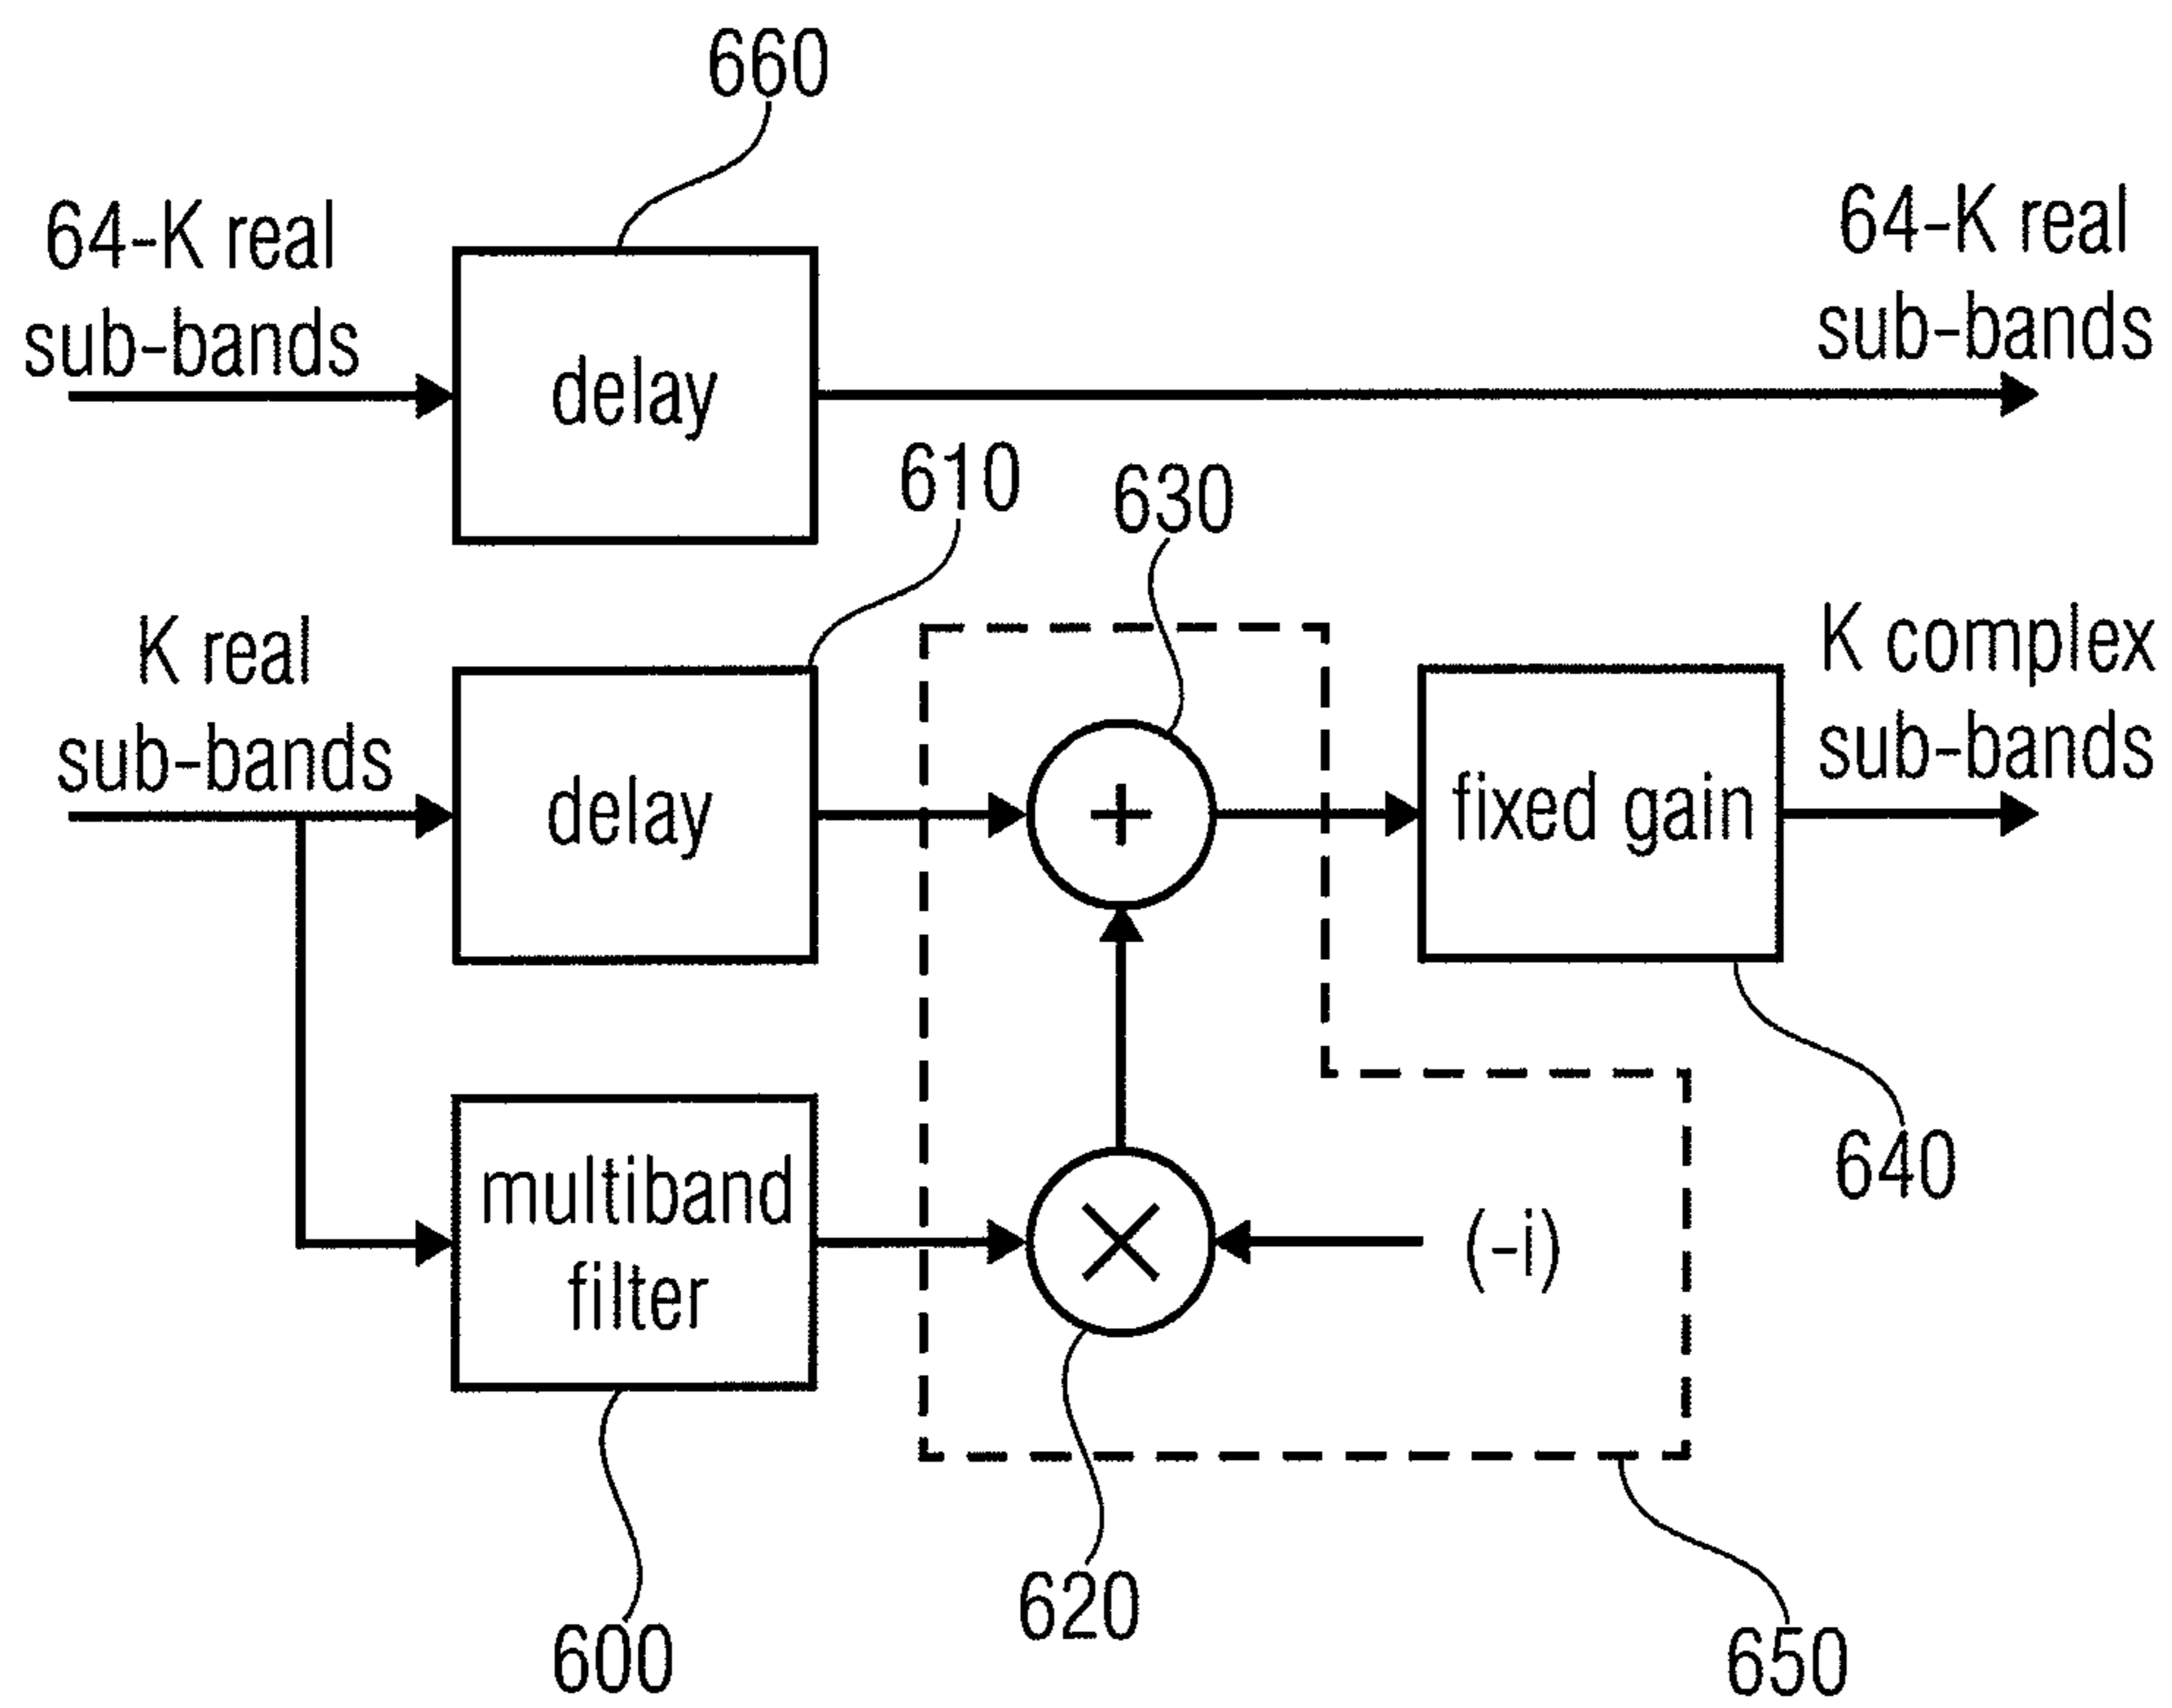 660
64-K real
sub-bands
64-K real
sub-bands
delay
610
630
K real
sub-bands
K complex
sub-bands
delay
+
fixed gain
640
multiband
filter
×
(-i)
600
620
650